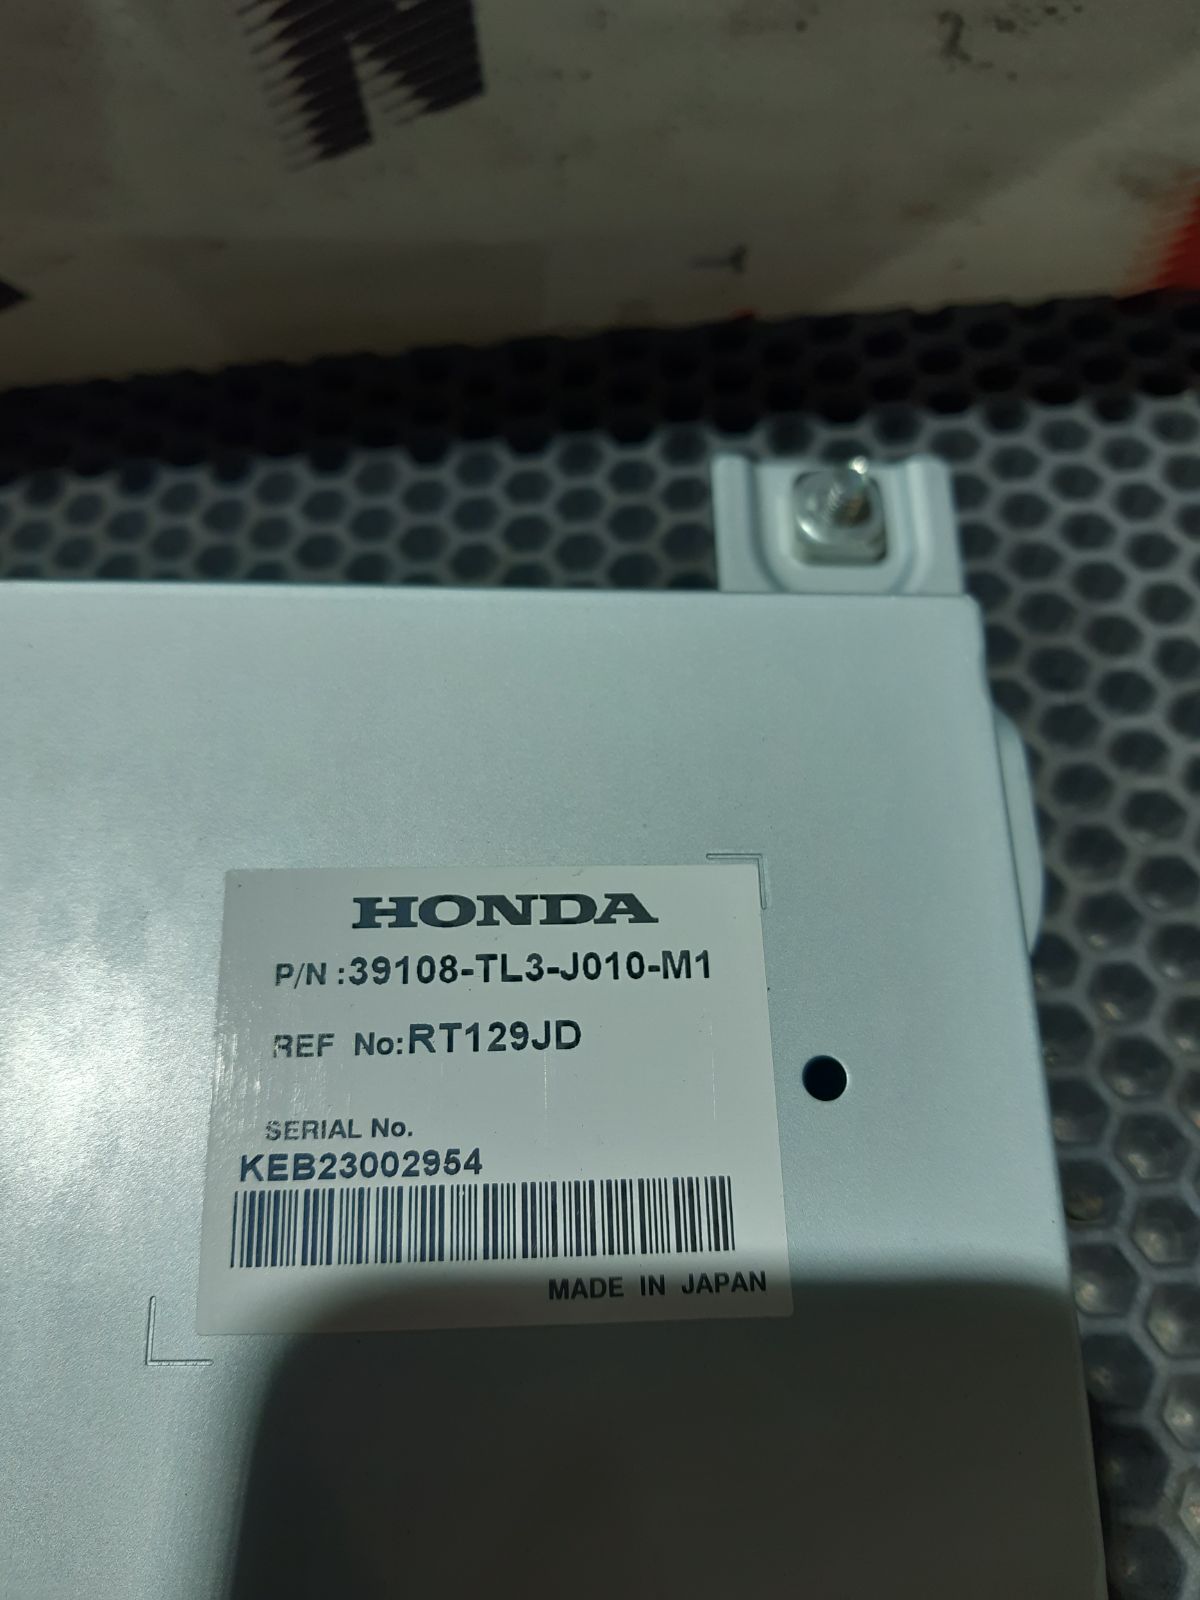 HONDA
P/N :39108-TL3-J010-M1
REF No:RT129JD
SERIAL No.
KEB23002954
MADE IN JAPAN